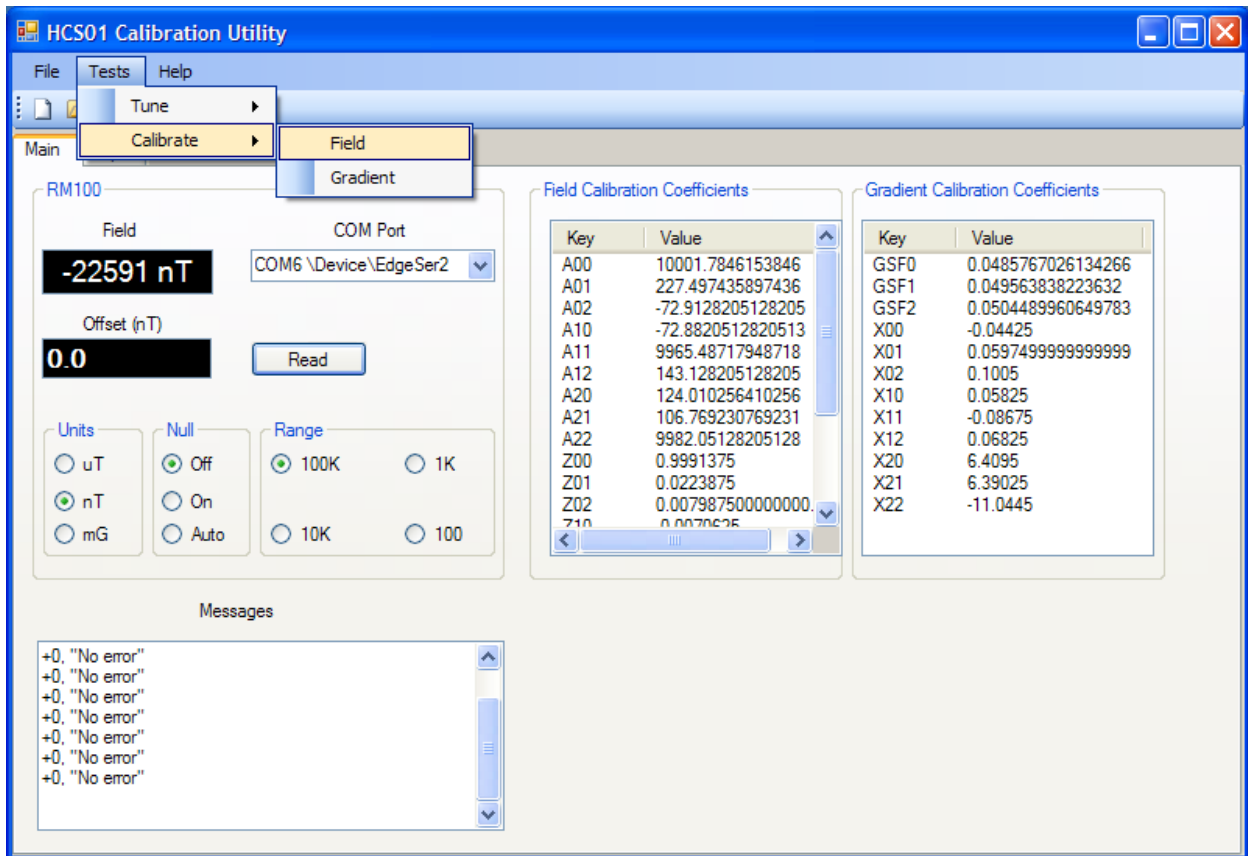 HCS01 Calibration Utility
File Tests Help
Tune
Calibrate
Field
Gradient
Main
RM100
Field
COM Port
-22591 nT
COM6 \Device\EdgeSer2
Offset (nT)
0.0
Read
Units
uT
nT
mG
Null
Off
On
Auto
Range
100K
1K
10K
100
Field Calibration Coefficients
Key Value
A00 10001.7846153846
A01 227.497435897436
A02 -72.9128205128205
A10 -72.8820512820513
A11 9965.48717948718
A12 143.128205128205
A20 124.010256410256
A21 106.769230769231
A22 9982.05128205128
Z00 0.9991375
Z01 0.0223875
Z02 0.007987500000000.
Z10 -0.0070625
Gradient Calibration Coefficients
Key Value
GSF0 0.0485767026134266
GSF1 0.049563838223632
GSF2 0.0504489960649783
X00 -0.04425
X01 0.0597499999999999
X02 0.1005
X10 0.05825
X11 -0.08675
X12 0.06825
X20 6.4095
X21 6.39025
X22 -11.0445
Messages
+0, "No error"
+0, "No error"
+0, "No error"
+0, "No error"
+0, "No error"
+0, "No error"
+0, "No error"